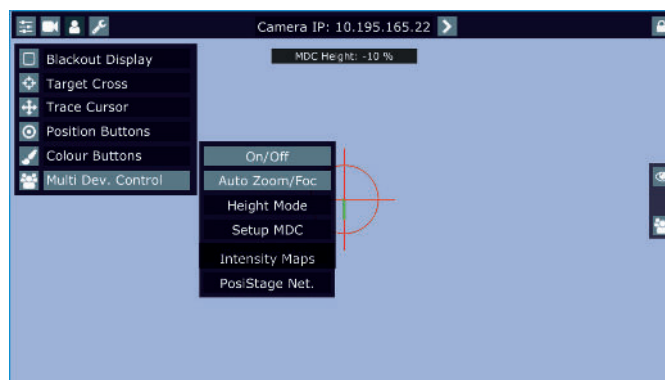 Camera IP: 10.195.165.22
MDC Height: -10 %
Blackout Display
Target Cross
Trace Cursor
Position Buttons
Colour Buttons
Multi Dev. Control
On/Off
Auto Zoom/Foc
Height Mode
Setup MDC
Intensity Maps
PosiStage Net.